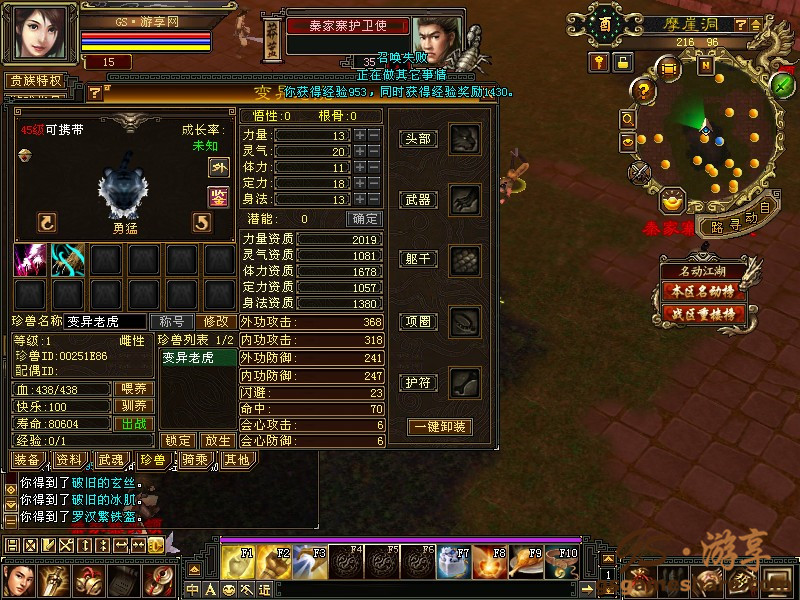 GS·游享网
15
秦家寨护卫使
35
召唤失败
正在做其它事情
你获得经验953，同时获得经验奖励1430。
酉
摩崖洞
?
216 96
N
贵族特权
?
45级可携带
成长率:
未知
外
鉴
勇猛
悟性:0 根骨:0
力量: 13
灵气: 20
体力: 11
定力: 18
身法: 13
潜能: 0 确定
力量资质 2019
灵气资质 1081
体力资质 1678
定力资质 1057
身法资质 1380
外功攻击: 368
内功攻击: 318
外功防御: 241
内功防御: 247
闪避: 23
命中: 70
会心攻击: 6
会心防御: 6
头部
武器
躯干
项圈
护符
一键卸装
珍兽名称 变异老虎 称号 修改
等级:1 雌性
珍兽ID:00251E86
配偶ID:
珍兽列表 1/2
变异老虎
血:438/438 喂养
快乐:100 驯养
寿命:80604 出战
经验:0/1 锁定 放生
装备 资料 武魂 珍兽 骑乘 其他
你得到了破旧的玄丝。
你得到了破旧的冰肌。
你得到了罗汉繁铁盔。
秦家寨
自动寻路
名动江湖
本区名动榜
战区重楼榜
F1 F2 F3 F4 F5 F6 F7 F8 F9 F10
1
中 A 近
游享